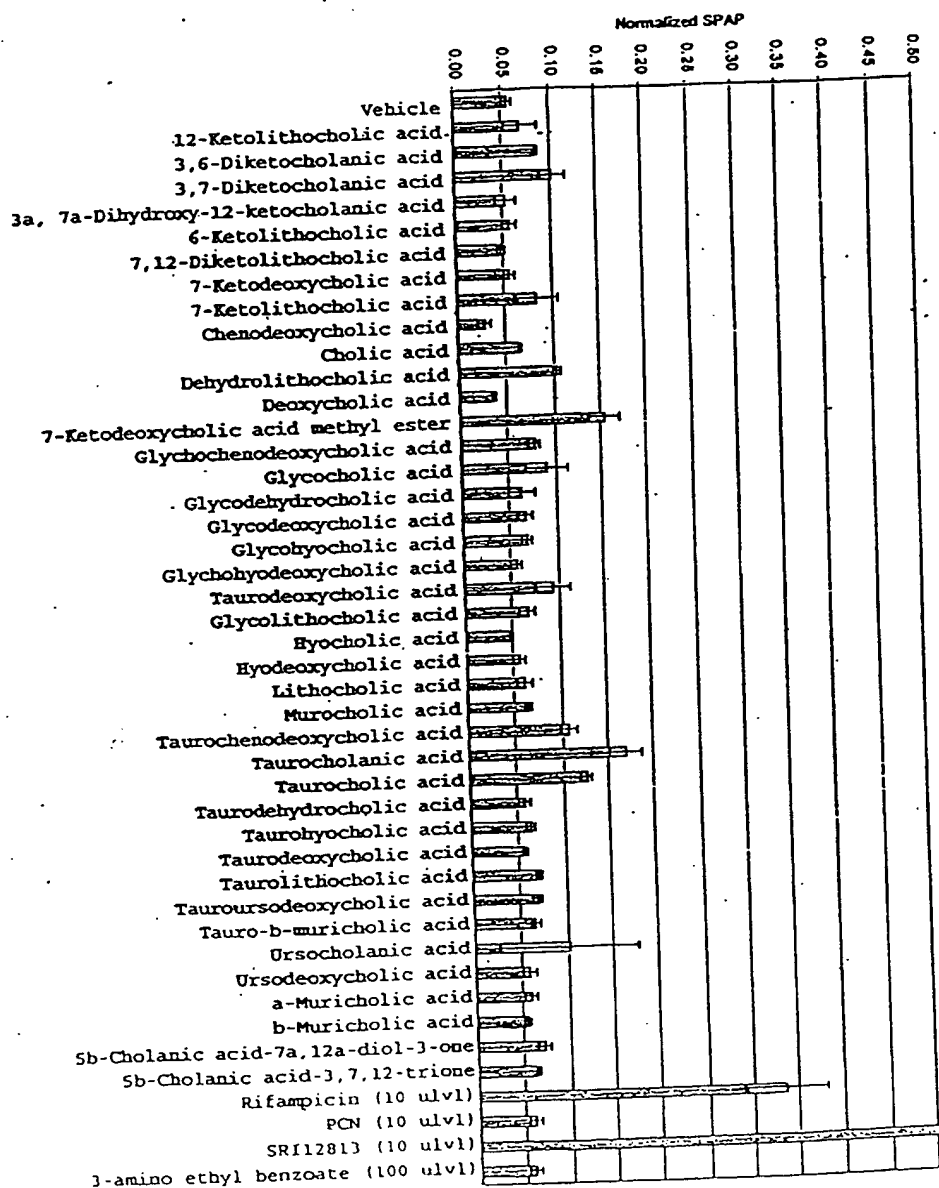 Normalized SPAP
0.00
0.05
0.10
0.16
0.20
0.26
0.30
0.35
0.40
0.45
0.50
Vehicle
12-Ketolithocholic acid
3,6-Diketocholanic acid
3,7-Diketocholanic acid
3a, 7a-Dihydroxy-12-ketocholanic acid
6-Ketolithocholic acid
7,12-Diketolithocholic acid
7-Ketodeoxycholic acid
7-Ketolithocholic acid
Chenodeoxycholic acid
Cholic acid
Dehydrolithocholic acid
Deoxycholic acid
7-Ketodeoxycholic acid methyl ester
Glychochenodeoxycholic acid
Glycocholic acid
Glycodehydrocholic acid
Glycodeoxycholic acid
Glycohyocholic acid
Glychohyodeoxycholic acid
Taurodeoxycholic acid
Glycolithocholic acid
Hyocholic acid
Hyodeoxycholic acid
Lithocholic acid
Murocholic acid
Taurochenodeoxycholic acid
Taurocholanic acid
Taurocholic acid
Taurodehydrocholic acid
Taurohyocholic acid
Taurodeoxycholic acid
Taurolithocholic acid
Tauroursodeoxycholic acid
Tauro-b-muricholic acid
Ursocholanic acid
Ursodeoxycholic acid
a-Muricholic acid
b-Muricholic acid
5b-Cholanic acid-7a,12a-diol-3-one
5b-Cholanic acid-3,7,12-trione
Rifampicin (10 ulvl)
PCN (10 ulvl)
SRI12813 (10 ulvl)
3-amino ethyl benzoate (100 ulvl)